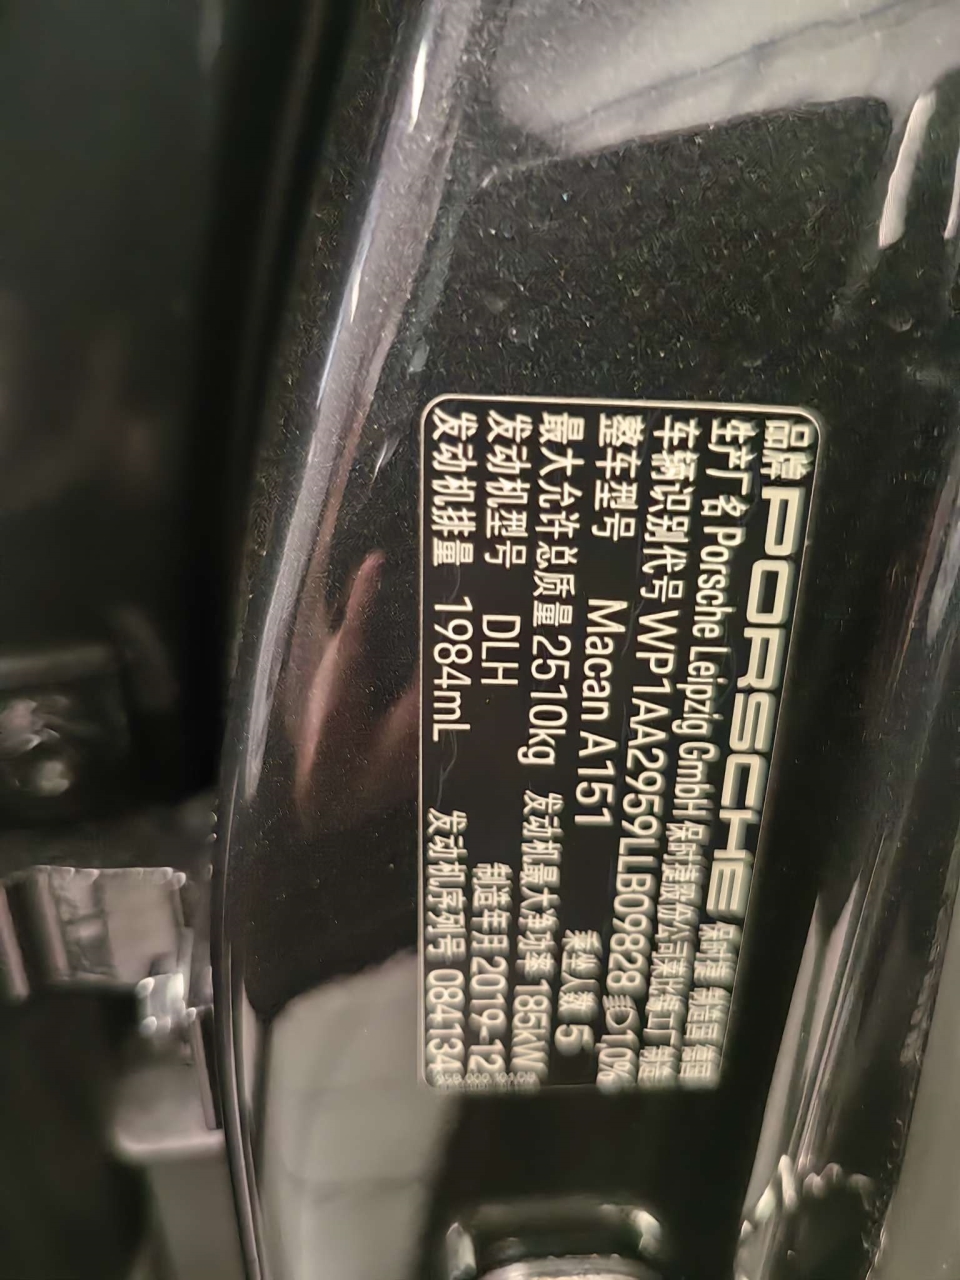 品牌 PORSCHE 保时捷 制造国 德国
生产厂名 Porsche Leipzig GmbH 保时捷股份公司莱比锡工厂 制造
车辆识别代号 WP1AA2959LLB09828 10%
整车型号 Macan A151 乘坐人数 5
最大允许总质量 2510kg 发动机最大净功率 185kW
发动机型号 DLH 制造年月 2019-12
发动机排量 1984mL 发动机序列号 084134